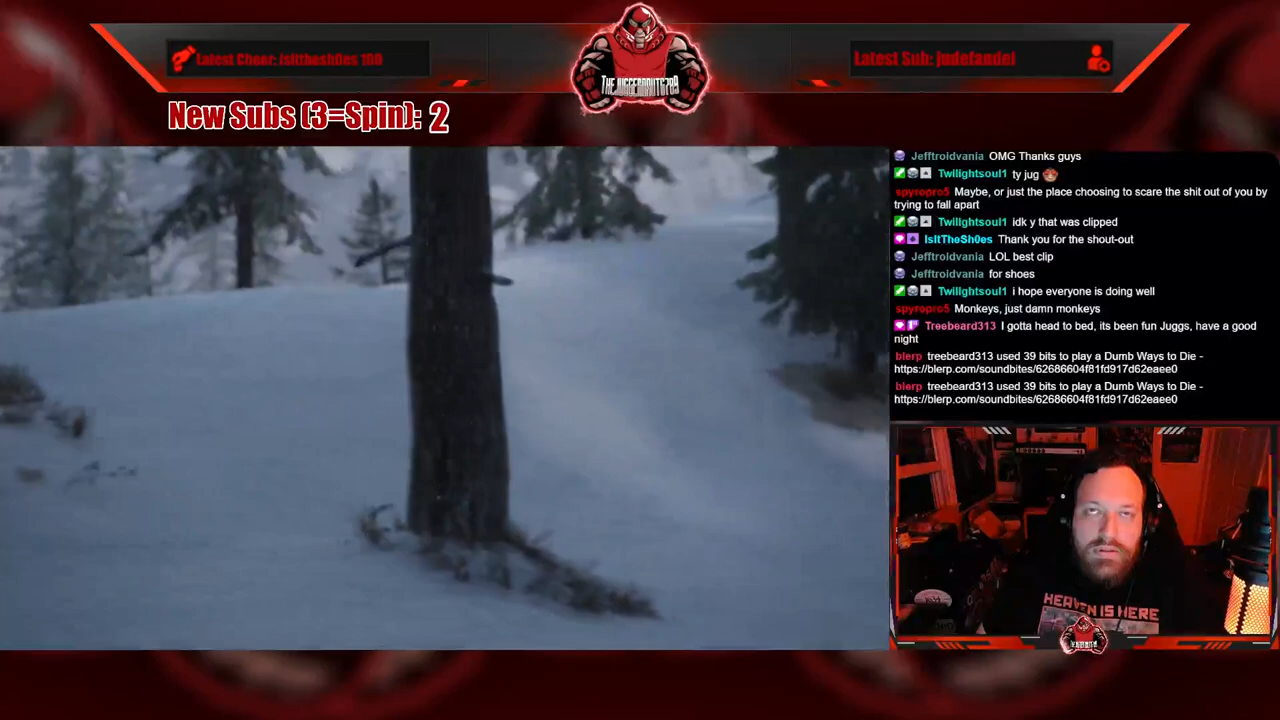 Latest Cheer: IsItTheSh0es 100
THEJUGGERNAUT6789
Latest Sub: judefandel
New Subs (3=Spin): 2
Jefftroidvania OMG Thanks guys
Twilightsoul1 ty jug
spyropro5 Maybe, or just the place choosing to scare the shit out of you by
trying to fall apart
Twilightsoul1 idk y that was clipped
IsItTheSh0es Thank you for the shout-out
Jefftroidvania LOL best clip
Jefftroidvania for shoes
Twilightsoul1 i hope everyone is doing well
spyropro5 Monkeys, just damn monkeys
Treebeard313 I gotta head to bed, its been fun Juggs, have a good
night
blerp treebeard313 used 39 bits to play a Dumb Ways to Die -
https://blerp.com/soundbites/62686604f81fd917d62eaee0
blerp treebeard313 used 39 bits to play a Dumb Ways to Die -
https://blerp.com/soundbites/62686604f81fd917d62eaee0
HEAVEN IS HERE